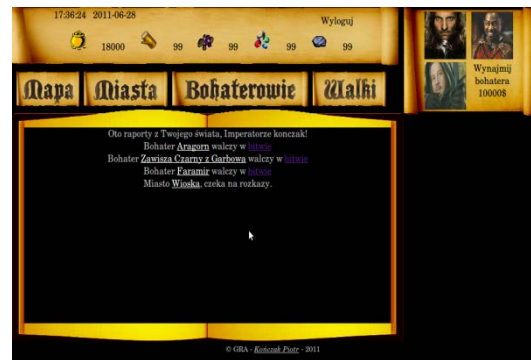 17:36:24 2011-06-28
Wyloguj
18000 99 99 99 99
Wynajmij
bohatera
10000$
Mapa Miasta Bohaterowie Walki
Oto raporty z Twojego świata, Imperatorze konczak!
Bohater Aragorn walczy w bitwie
Bohater Zawisza Czarny z Garbowa walczy w bitwie
Bohater Faramir walczy w bitwie
Miasto Wioska, czeka na rozkazy.
© GRA - Kończak Piotr - 2011